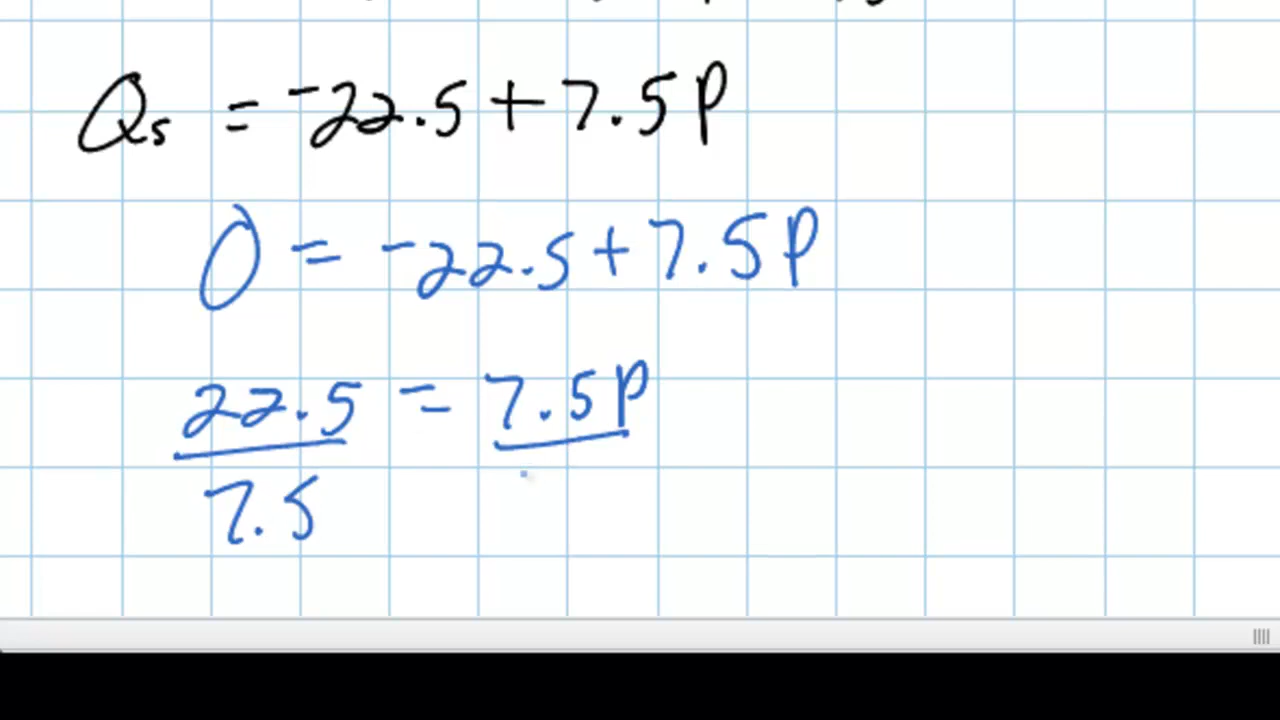 Qs = -22.5 + 7.5P
0 = -22.5 + 7.5P
22.5 = 7.5P
7.5